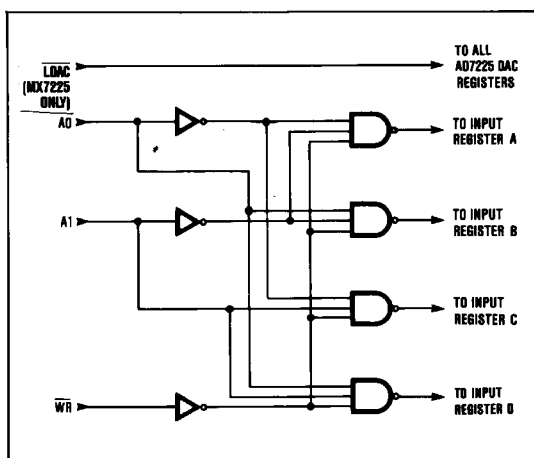 LDAC
(MX7225
ONLY)
A0
A1
WR
TO ALL
AD7225 DAC
REGISTERS
TO INPUT
REGISTER A
TO INPUT
REGISTER B
TO INPUT
REGISTER C
TO INPUT
REGISTER D